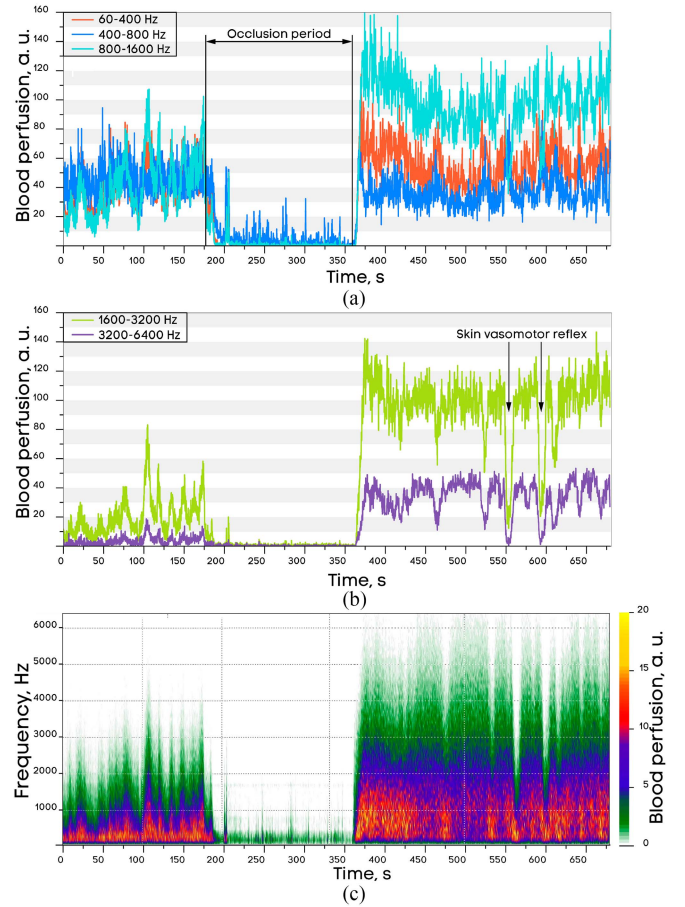 60-400 Hz
400-800 Hz
800-1600 Hz
Occlusion period
Blood perfusion, a. u.
160
140
120
100
80
60
40
20
0 50 100 150 200 250 300 350 400 450 500 550 600 650
Time, s
(a)
1600-3200 Hz
3200-6400 Hz
Skin vasomotor reflex
Blood perfusion, a. u.
160
140
120
100
80
60
40
20
0 50 100 150 200 250 300 350 400 450 500 550 600 650
Time, s
(b)
Frequency, Hz
6000
5000
4000
3000
2000
1000
0 50 100 150 200 250 300 350 400 450 500 550 600 650
Time, s
20
15
10
5
0
Blood perfusion, a. u.
(c)